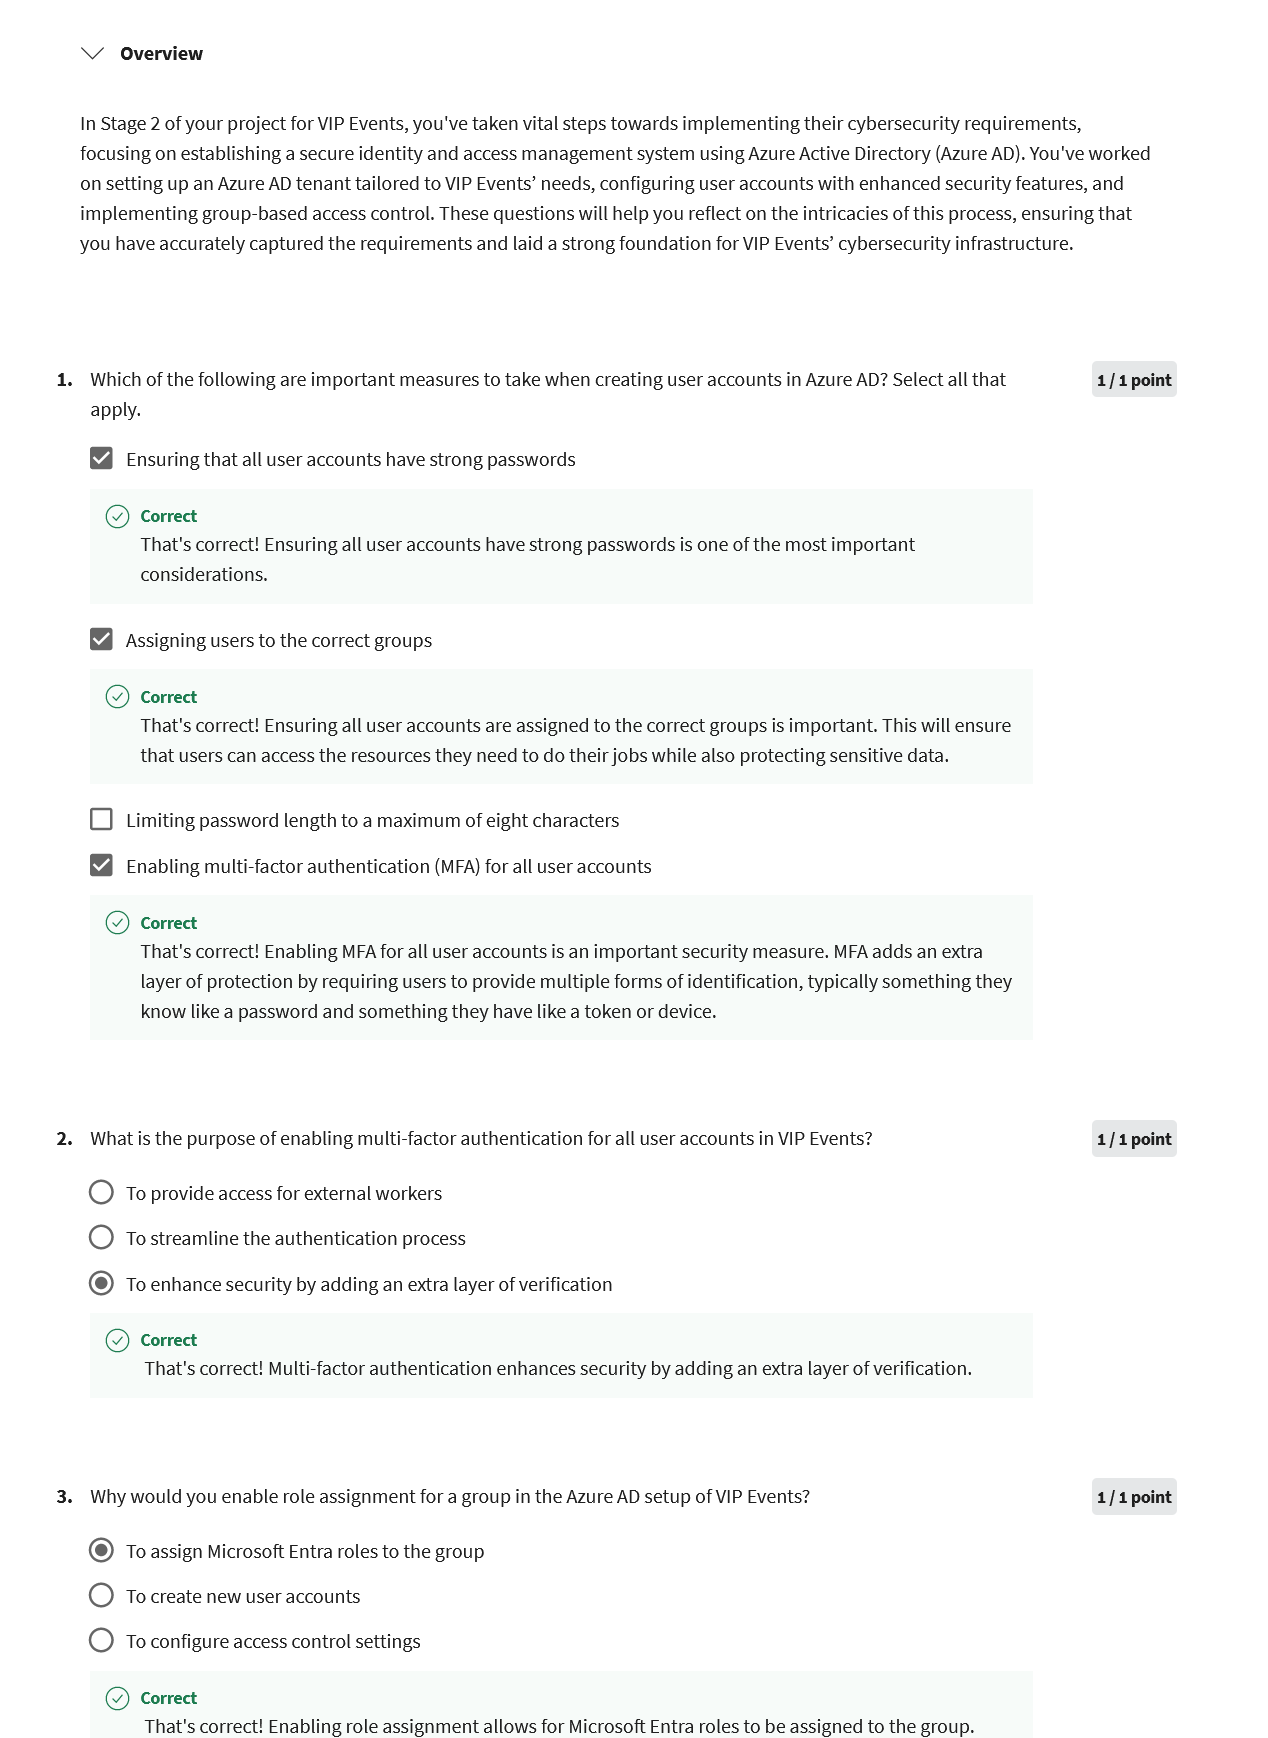 Overview
In Stage 2 of your project for VIP Events, you've taken vital steps towards implementing their cybersecurity requirements,
focusing on establishing a secure identity and access management system using Azure Active Directory (Azure AD). You've worked
on setting up an Azure AD tenant tailored to VIP Events’ needs, configuring user accounts with enhanced security features, and
implementing group-based access control. These questions will help you reflect on the intricacies of this process, ensuring that
you have accurately captured the requirements and laid a strong foundation for VIP Events’ cybersecurity infrastructure.
1. Which of the following are important measures to take when creating user accounts in Azure AD? Select all that
apply.
1 / 1 point
Ensuring that all user accounts have strong passwords
Correct
That's correct! Ensuring all user accounts have strong passwords is one of the most important
considerations.
Assigning users to the correct groups
Correct
That's correct! Ensuring all user accounts are assigned to the correct groups is important. This will ensure
that users can access the resources they need to do their jobs while also protecting sensitive data.
Limiting password length to a maximum of eight characters
Enabling multi-factor authentication (MFA) for all user accounts
Correct
That's correct! Enabling MFA for all user accounts is an important security measure. MFA adds an extra
layer of protection by requiring users to provide multiple forms of identification, typically something they
know like a password and something they have like a token or device.
2. What is the purpose of enabling multi-factor authentication for all user accounts in VIP Events?
1 / 1 point
To provide access for external workers
To streamline the authentication process
To enhance security by adding an extra layer of verification
Correct
That's correct! Multi-factor authentication enhances security by adding an extra layer of verification.
3. Why would you enable role assignment for a group in the Azure AD setup of VIP Events?
1 / 1 point
To assign Microsoft Entra roles to the group
To create new user accounts
To configure access control settings
Correct
That's correct! Enabling role assignment allows for Microsoft Entra roles to be assigned to the group.